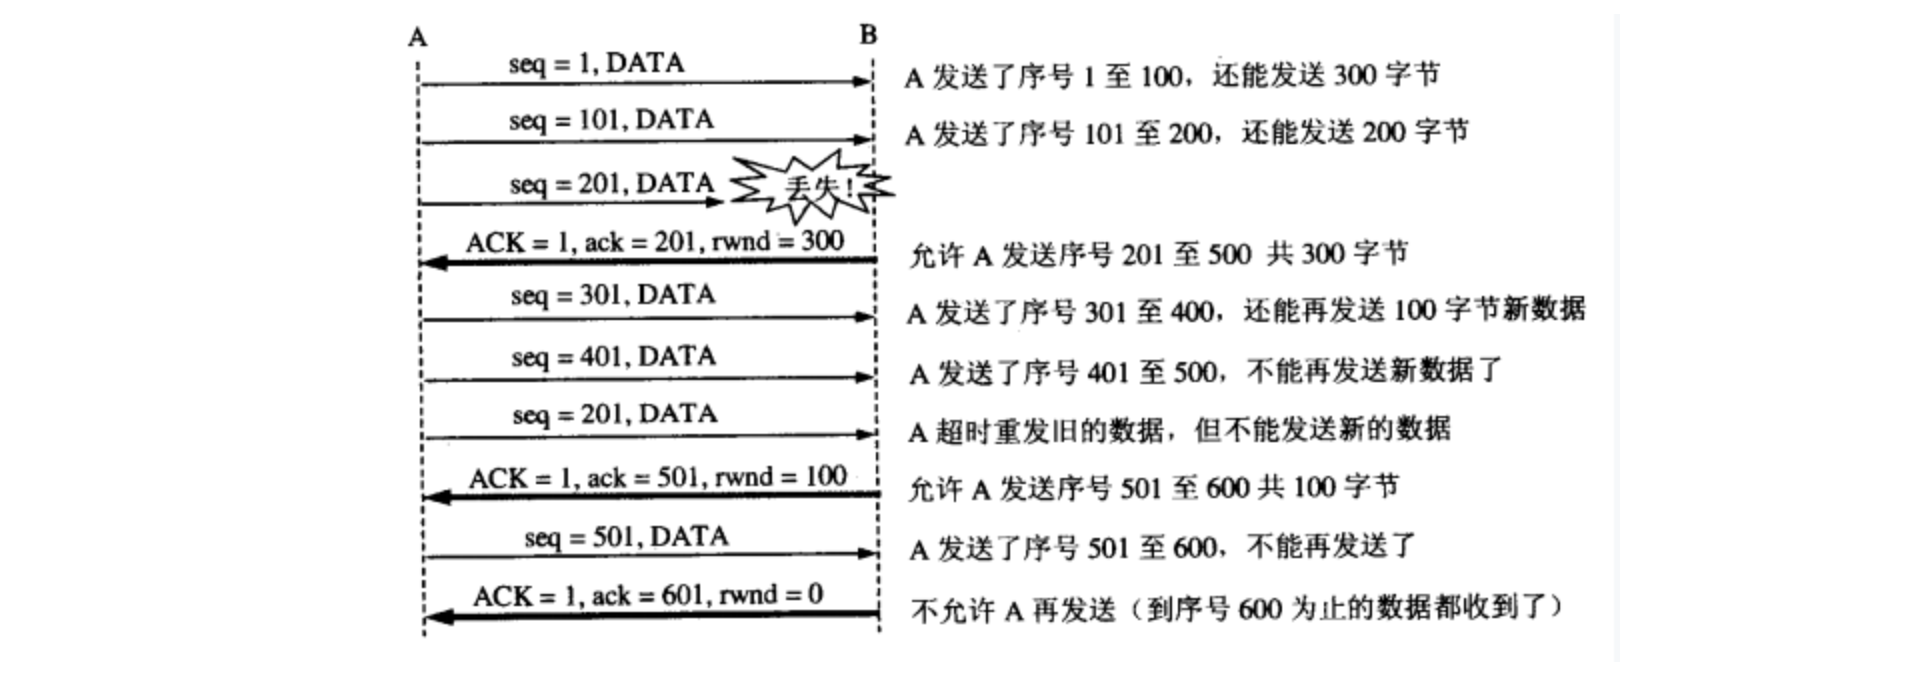 A B
seq = 1, DATA
A 发送了序号 1 至 100，还能发送 300 字节
seq = 101, DATA
A 发送了序号 101 至 200，还能发送 200 字节
seq = 201, DATA
丢失!
ACK = 1, ack = 201, rwnd = 300
允许 A 发送序号 201 至 500 共 300 字节
seq = 301, DATA
A 发送了序号 301 至 400，还能再发送 100 字节新数据
seq = 401, DATA
A 发送了序号 401 至 500，不能再发送新数据了
seq = 201, DATA
A 超时重发旧的数据，但不能发送新的数据
ACK = 1, ack = 501, rwnd = 100
允许 A 发送序号 501 至 600 共 100 字节
seq = 501, DATA
A 发送了序号 501 至 600，不能再发送了
ACK = 1, ack = 601, rwnd = 0
不允许 A 再发送（到序号 600 为止的数据都收到了）